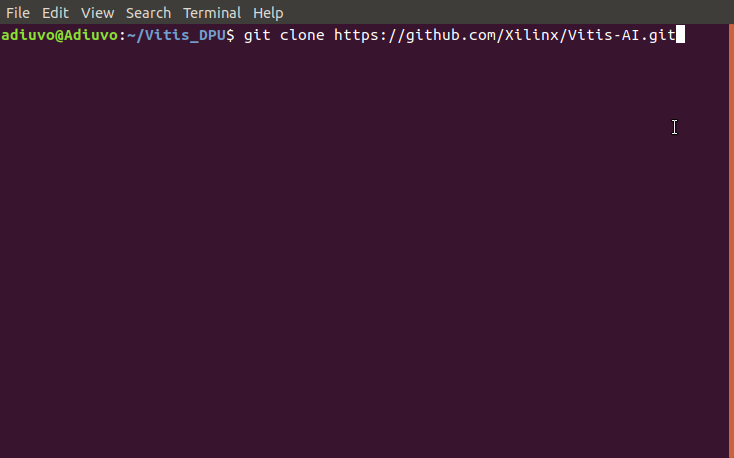 File Edit View Search Terminal Help
adiuvo@Adiuvo:~/Vitis_DPU$ git clone https://github.com/Xilinx/Vitis-AI.git